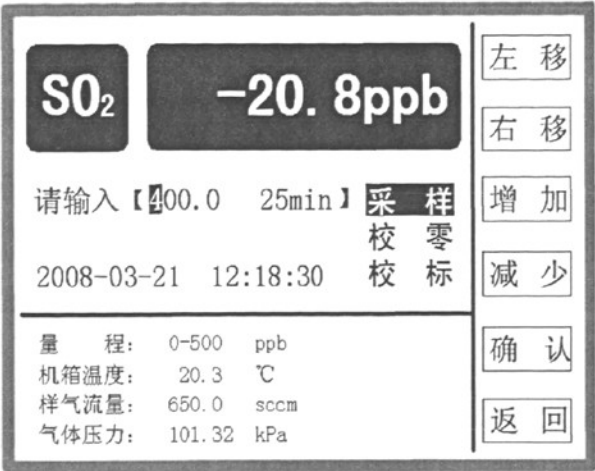 SO₂
-20.8ppb
请输入【400.0 25min】 采样
校零
2008-03-21 12:18:30 校标
量 程: 0-500 ppb
机箱温度: 20.3 ℃
样气流量: 650.0 sccm
气体压力: 101.32 kPa
左移
右移
增加
减少
确认
返回